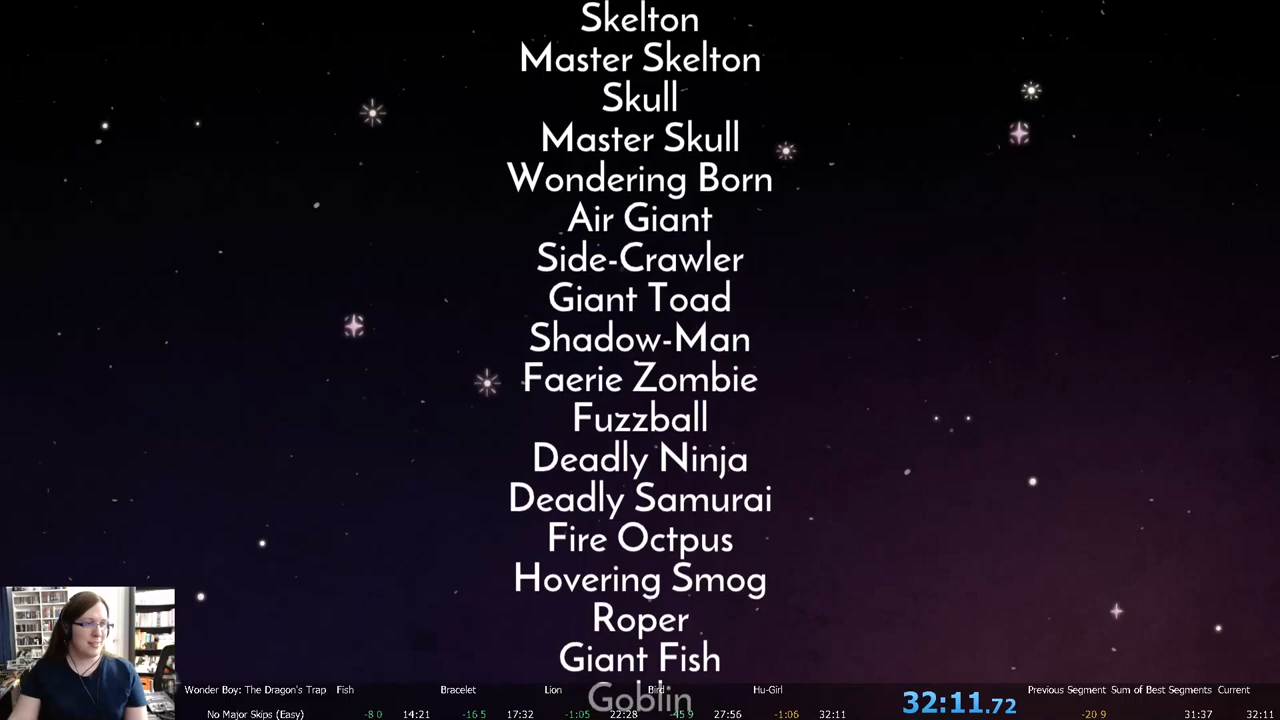 Skelton
Master Skelton
Skull
Master Skull
Wondering Born
Air Giant
Side-Crawler
Giant Toad
Shadow-Man
Faerie Zombie
Fuzzball
Deadly Ninja
Deadly Samurai
Fire Octpus
Hovering Smog
Roper
Giant Fish
Goblin
Wonder Boy: The Dragon's Trap Fish Bracelet Lion Bird Hu-Girl 32:11.72 Previous Segment Sum of Best Segments Current
No Major Skips (Easy) -8.0 14:21 -16.5 17:32 -1:05 22:28 -45.9 27:56 -1:06 32:11 -20.9 31:37 32:11